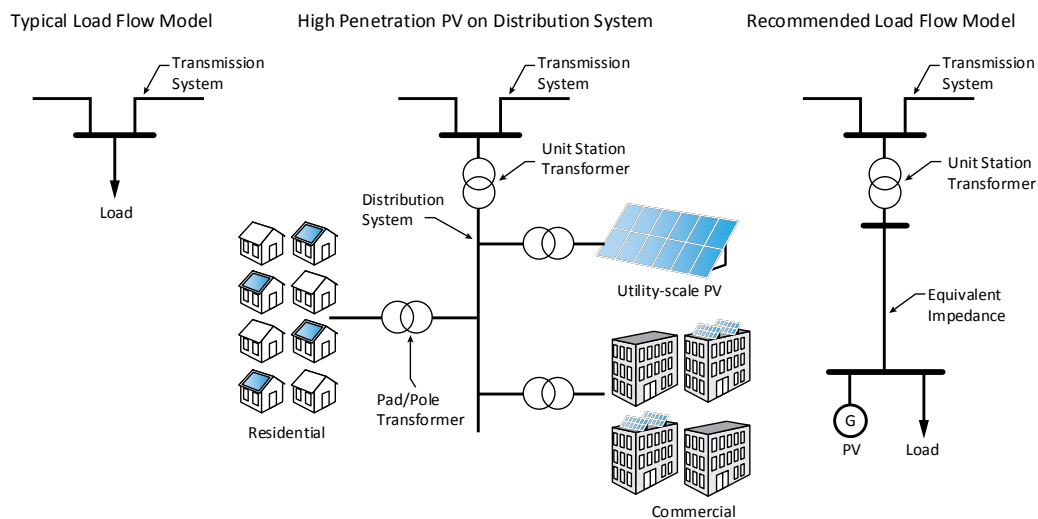 Typical Load Flow Model
Transmission
System
Load
High Penetration PV on Distribution System
Transmission
System
Unit Station
Transformer
Distribution
System
Utility-scale PV
Pad/Pole
Transformer
Residential
Commercial
Recommended Load Flow Model
Transmission
System
Unit Station
Transformer
Equivalent
Impedance
G
PV
Load